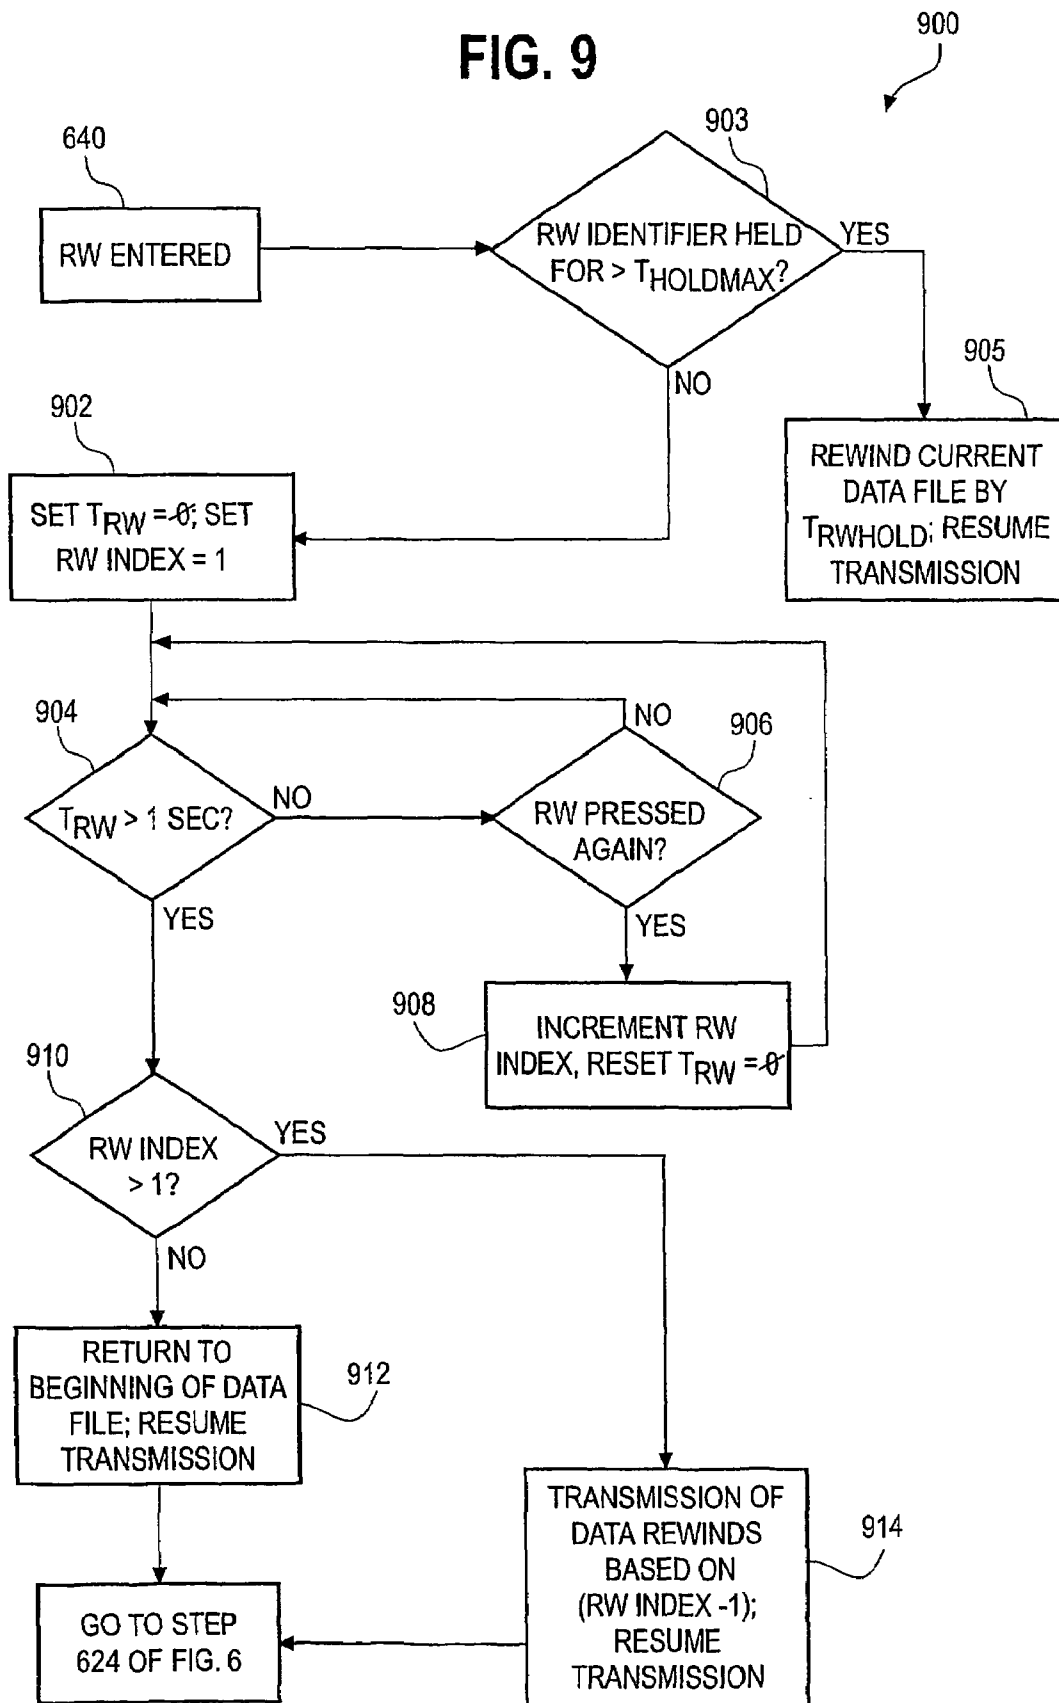 FIG. 9
900
640
RW ENTERED
903
RW IDENTIFIER HELD
FOR > THOLDMAX?
YES
NO
905
REWIND CURRENT
DATA FILE BY
TRWHOLD; RESUME
TRANSMISSION
902
SET TRW = 0; SET
RW INDEX = 1
904
TRW > 1 SEC?
NO
YES
906
RW PRESSED
AGAIN?
NO
YES
908
INCREMENT RW
INDEX, RESET TRW = 0
910
RW INDEX
> 1?
YES
NO
912
RETURN TO
BEGINNING OF DATA
FILE; RESUME
TRANSMISSION
914
TRANSMISSION OF
DATA REWINDS
BASED ON
(RW INDEX -1);
RESUME
TRANSMISSION
GO TO STEP
624 OF FIG. 6